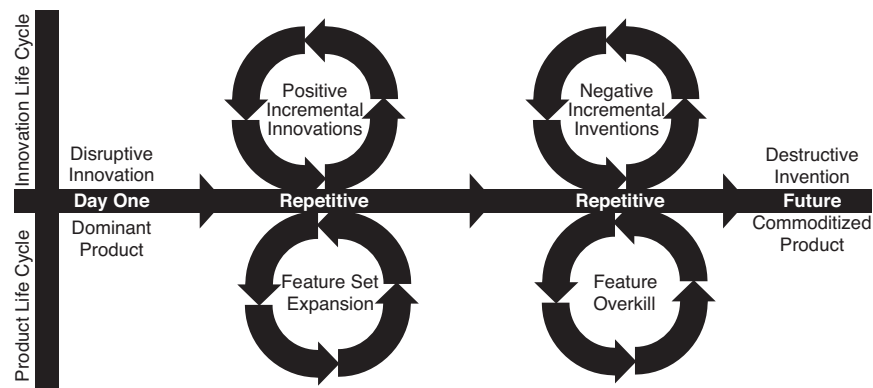 Innovation Life Cycle
Product Life Cycle
Disruptive
Innovation
Day One
Dominant
Product
Positive
Incremental
Innovations
Repetitive
Feature Set
Expansion
Negative
Incremental
Inventions
Repetitive
Feature
Overkill
Destructive
Invention
Future
Commoditized
Product